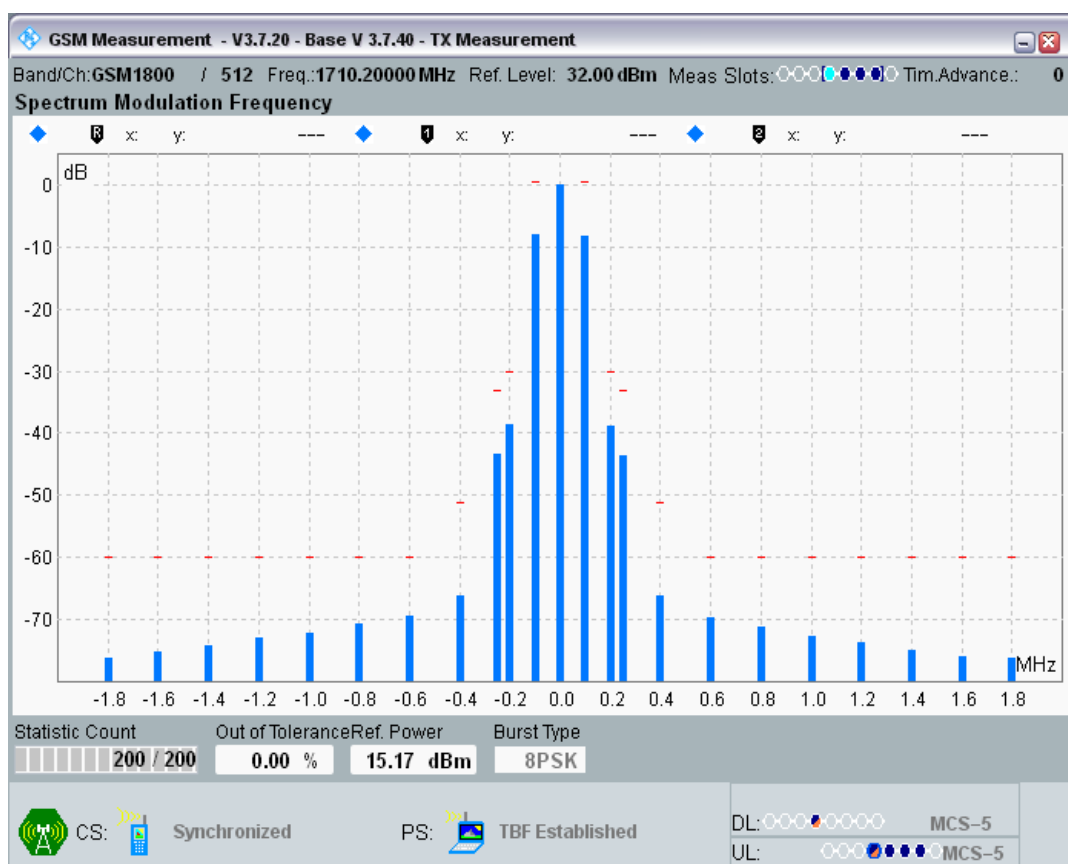 GSM Measurement - V3.7.20 - Base V 3.7.40 - TX Measurement
Band/Ch:GSM1800 / 512 Freq.:1710.20000 MHz Ref. Level: 32.00 dBm Meas Slots: Tim.Advance.: 0
Spectrum Modulation Frequency
R x: y: --- 1 x: y: --- 2 x: y: ---
dB
0
-10
-20
-30
-40
-50
-60
-70
MHz
-1.8 -1.6 -1.4 -1.2 -1.0 -0.8 -0.6 -0.4 -0.2 0.0 0.2 0.4 0.6 0.8 1.0 1.2 1.4 1.6 1.8
Statistic Count Out of Tolerance Ref. Power Burst Type
200 / 200 0.00 % 15.17 dBm 8PSK
CS: Synchronized PS: TBF Established DL: MCS-5
UL: MCS-5